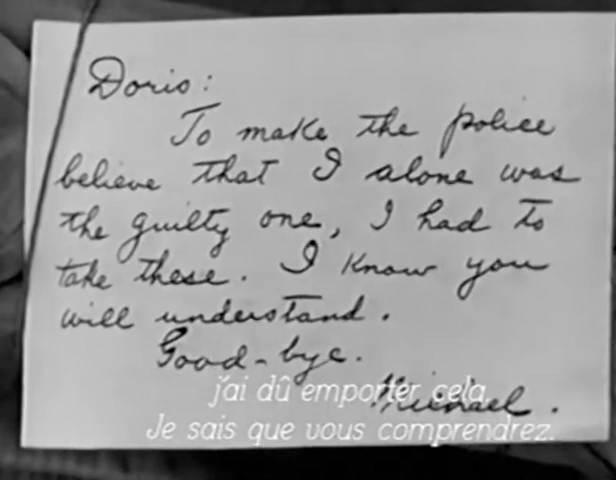 Doris:
To make the police
believe that I alone was
the guilty one, I had to
take these. I know you
will understand.
Good-bye.
Michael.
j'ai dû emporter cela.
Je sais que vous comprendrez.